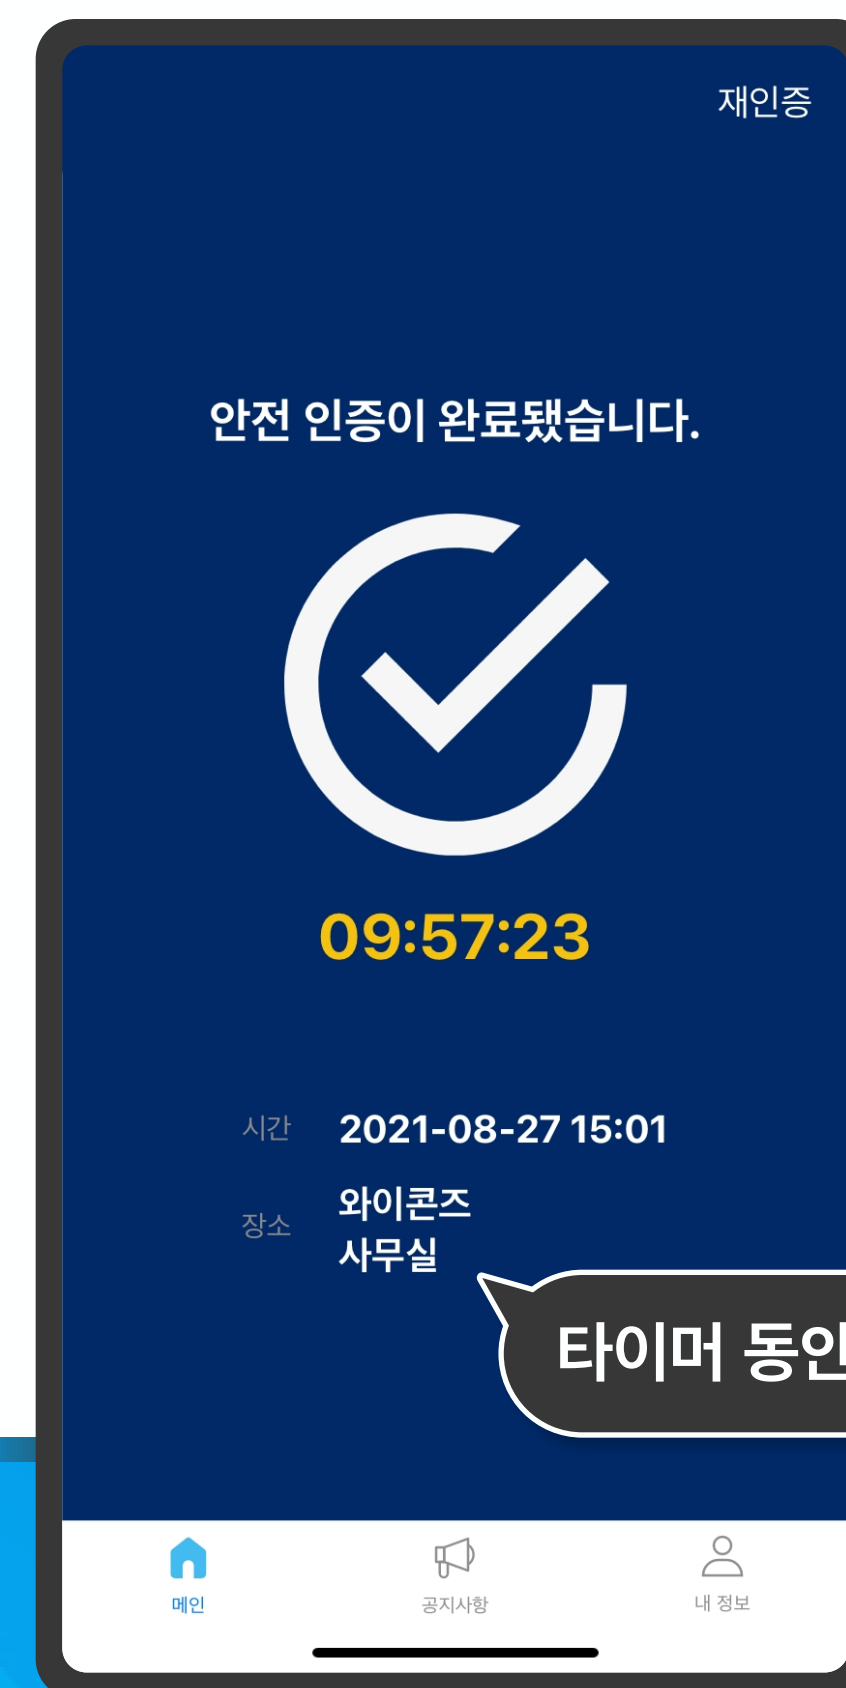 재인증
안전 인증이 완료됐습니다.
09:57:23
시간 2021-08-27 15:01
장소 와이콘즈
사무실
타이머
메인 공지사항 내 정보